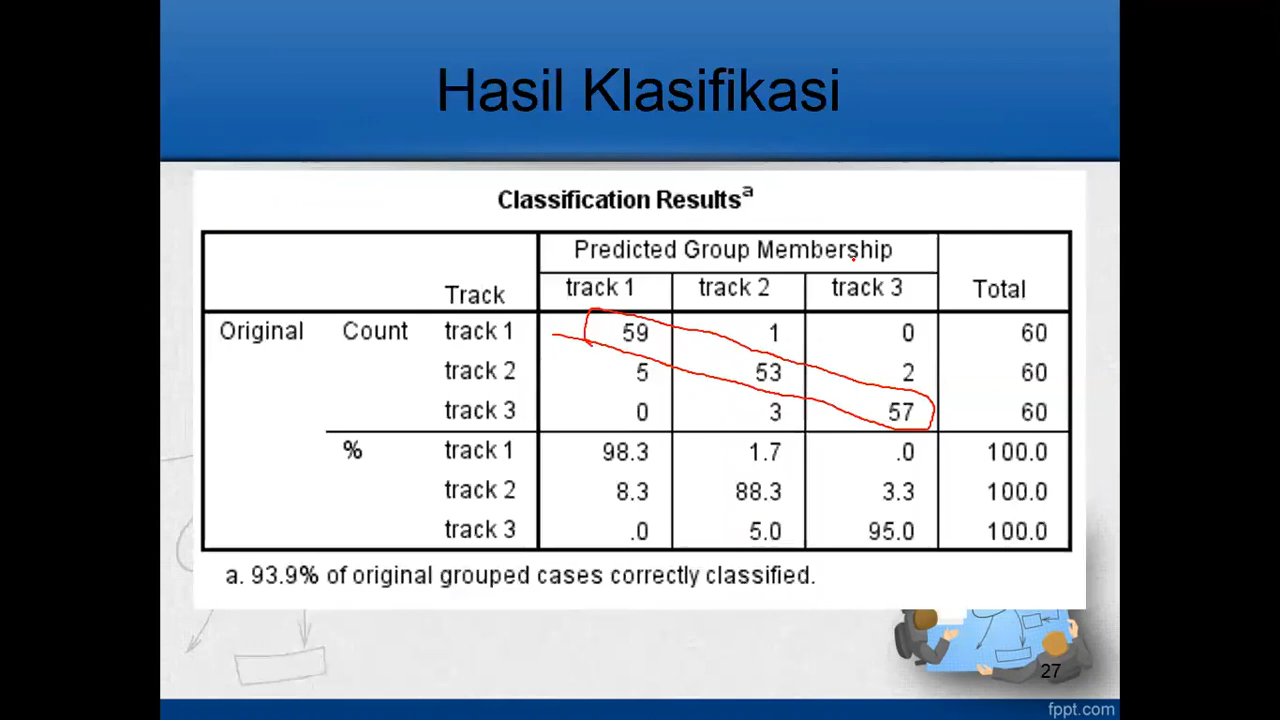 Hasil Klasifikasi
Classification Resultsa
Predicted Group Membership
Track track 1 track 2 track 3 Total
Original Count track 1 59 1 0 60
track 2 5 53 2 60
track 3 0 3 57 60
% track 1 98.3 1.7 .0 100.0
track 2 8.3 88.3 3.3 100.0
track 3 .0 5.0 95.0 100.0
a. 93.9% of original grouped cases correctly classified.
27
fppt.com